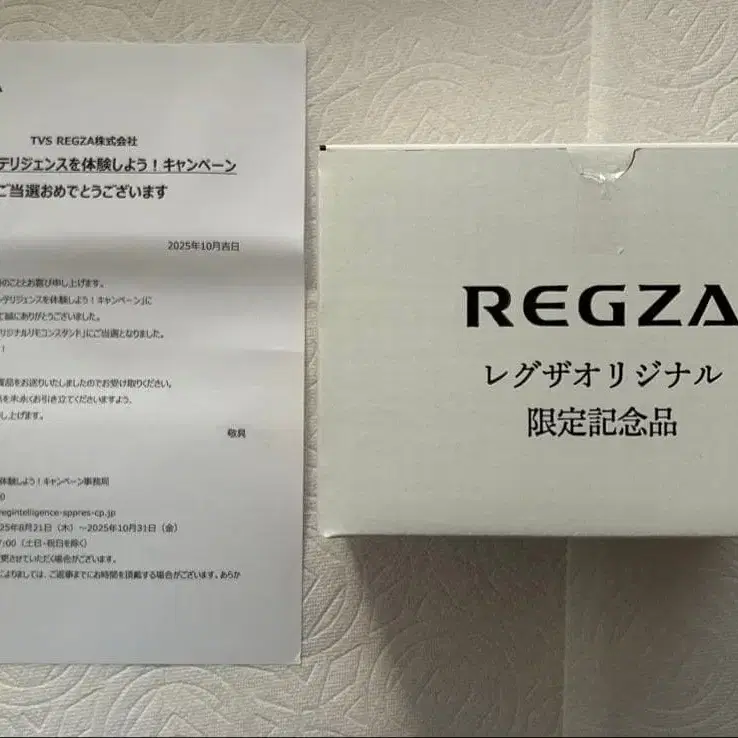 TVS REGZA株式会社
テリジェンスを体験しよう！キャンペーン
ご当選おめでとうございます
2025年10月吉日
のこととお慶び申し上げます。
ンテリジェンスを体験しよう！キャンペーン」に
て誠にありがとうございました。
リジナルリモコンスタンド」にご当選となりました。
！
賞品をお送りいたしましたのでお受け取りください。
を末永くお引き立てくださいますよう、
し上げます。
敬具
体験しよう！キャンペーン事務局
0
regintelligence-sppres-cp.jp
25年8月21日（木）～2025年10月31日（金）
7:00（土日・祝日を除く）
更させていただく場合がございます。
によりましては、ご返事までにお時間を頂戴する場合がございます。あらか
REGZA
レグザオリジナル
限定記念品